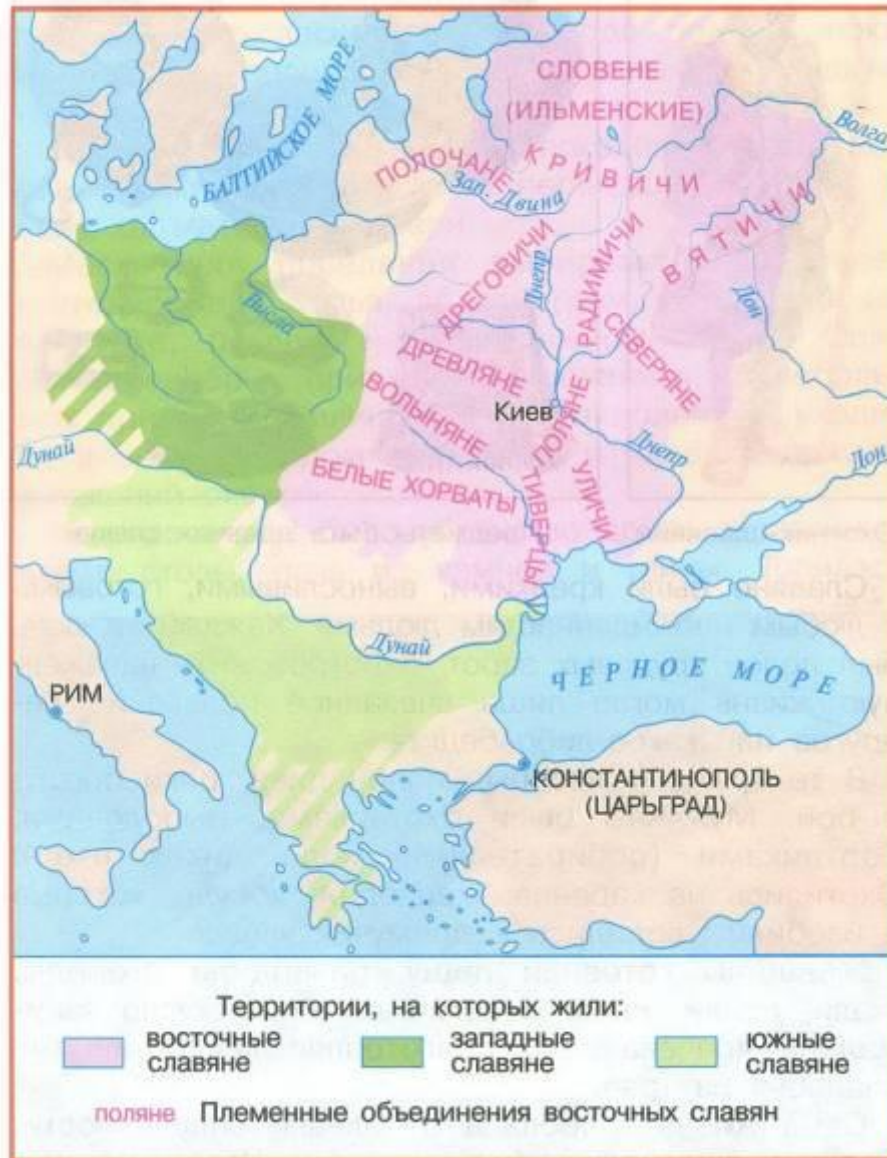 СЛОВЕНЕ
(ИЛЬМЕНСКИЕ)
Волга
БАЛТИЙСКОЕ МОРЕ
КРИВИЧИ
ПОЛОЧАНЕ
Зап. Двина
ВЯТИЧИ
ДРЕГОВИЧИ
Днепр
РАДИМИЧИ
Дон
Висла
СЕВЕРЯНЕ
ДРЕВЛЯНЕ
Киев
ВОЛЫНЯНЕ
ПОЛЯНЕ
Днепр
Дунай
Дон
БЕЛЫЕ ХОРВАТЫ
УЛИЧИ
ТИВЕРЦЫ
Дунай
ЧЕРНОЕ МОРЕ
РИМ
КОНСТАНТИНОПОЛЬ
(ЦАРЬГРАД)
Территории, на которых жили:
восточные славяне
западные славяне
южные славяне
поляне Племенные объединения восточных славян